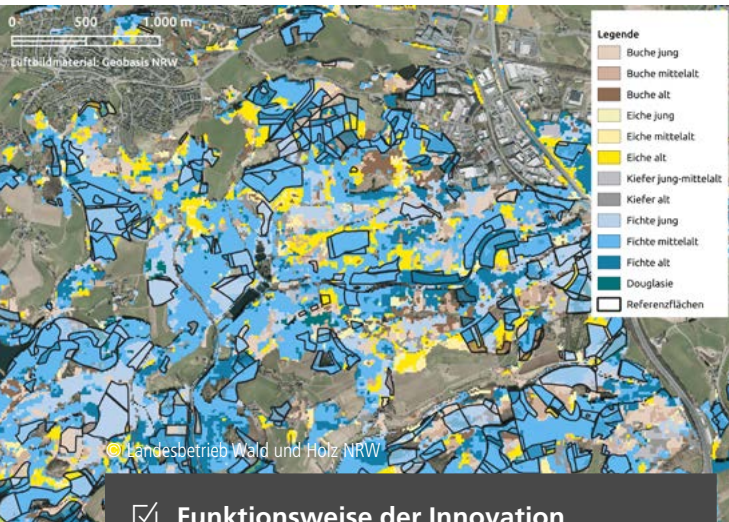 0 500 1.000 m
Luftbildmaterial: Geobasis NRW
Legende
Buche jung
Buche mittelalt
Buche alt
Eiche jung
Eiche mittelalt
Eiche alt
Kiefer jung-mittelalt
Kiefer alt
Fichte jung
Fichte mittelalt
Fichte alt
Douglasie
Referenzflächen
© Landesbetrieb Wald und Holz NRW
Funktionsweise der Innovation